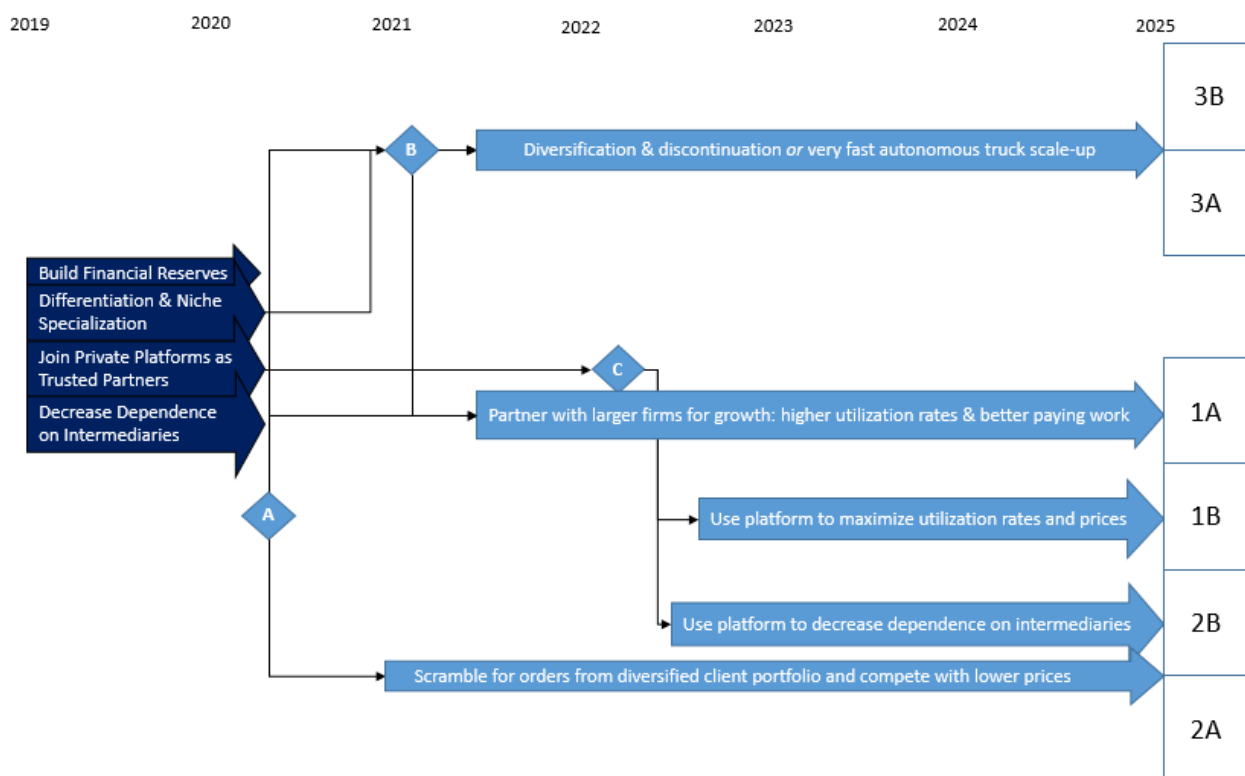 2019 2020 2021 2022 2023 2024 2025
3B
B
Diversification & discontinuation or very fast autonomous truck scale-up
3A
Build Financial Reserves
Differentiation & Niche
Specialization
Join Private Platforms as
Trusted Partners
C
Decrease Dependence
on Intermediaries
Partner with larger firms for growth: higher utilization rates & better paying work
1A
A
Use platform to maximize utilization rates and prices
1B
Use platform to decrease dependence on intermediaries
2B
Scramble for orders from diversified client portfolio and compete with lower prices
2A